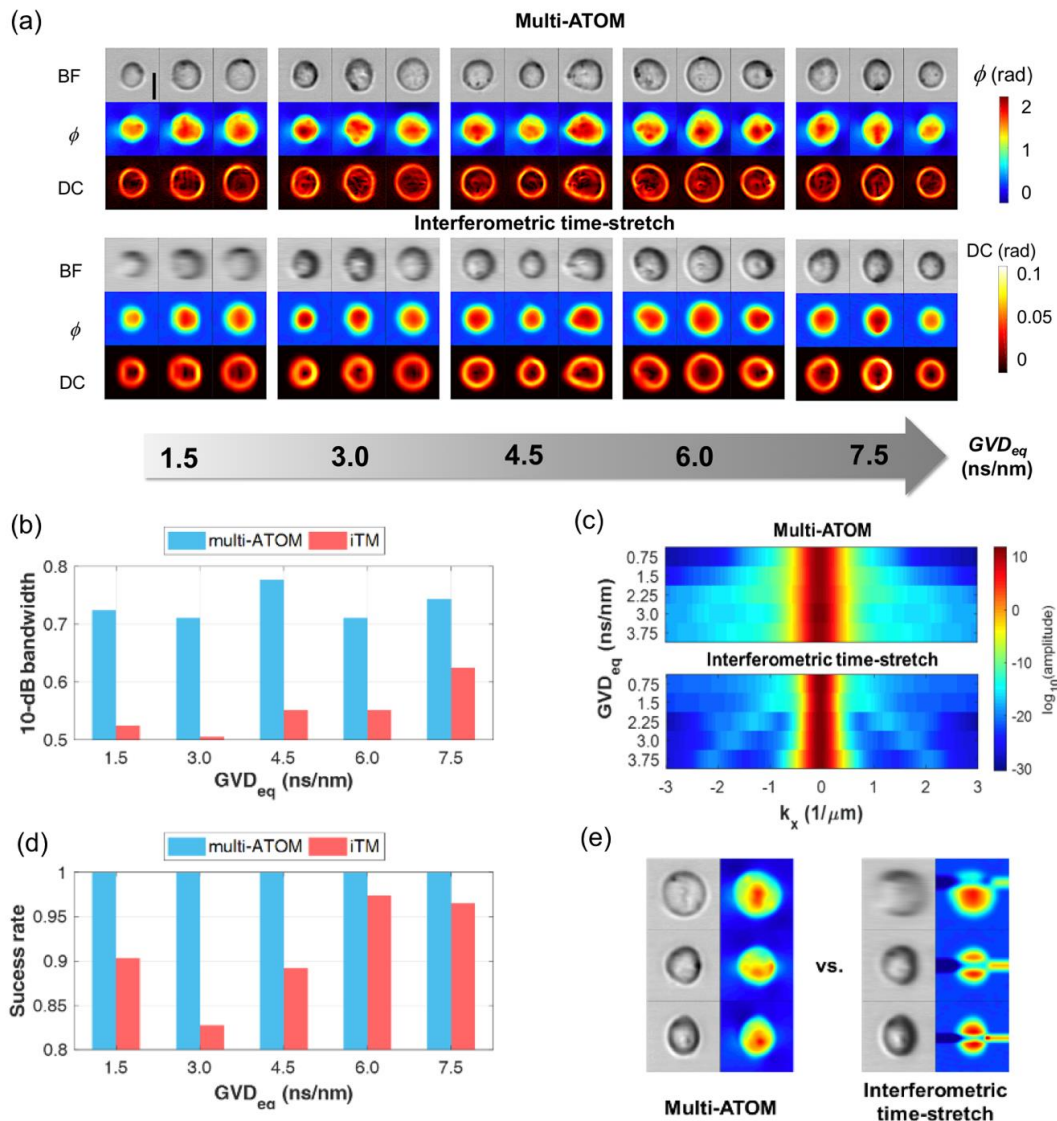 (a)
Multi-ATOM
BF
ϕ
DC
ϕ (rad)
2
1
0
Interferometric time-stretch
BF
ϕ
DC
DC (rad)
0.1
0.05
0
1.5 3.0 4.5 6.0 7.5
GVDeq
(ns/nm)
(b)
multi-ATOM iTM
10-dB bandwidth
0.8
0.7
0.6
0.5
1.5 3.0 4.5 6.0 7.5
GVDeq (ns/nm)
(c)
Multi-ATOM
GVDeq (ns/nm)
0.75
1.5
2.25
3.0
3.75
Interferometric time-stretch
0.75
1.5
2.25
3.0
3.75
-3 -2 -1 0 1 2 3
kx (1/μm)
10
0
-10
-20
-30
log10(amplitude)
(d)
multi-ATOM iTM
Sucess rate
1
0.95
0.9
0.85
0.8
1.5 3.0 4.5 6.0 7.5
GVDeq (ns/nm)
(e)
vs.
Multi-ATOM
Interferometric
time-stretch